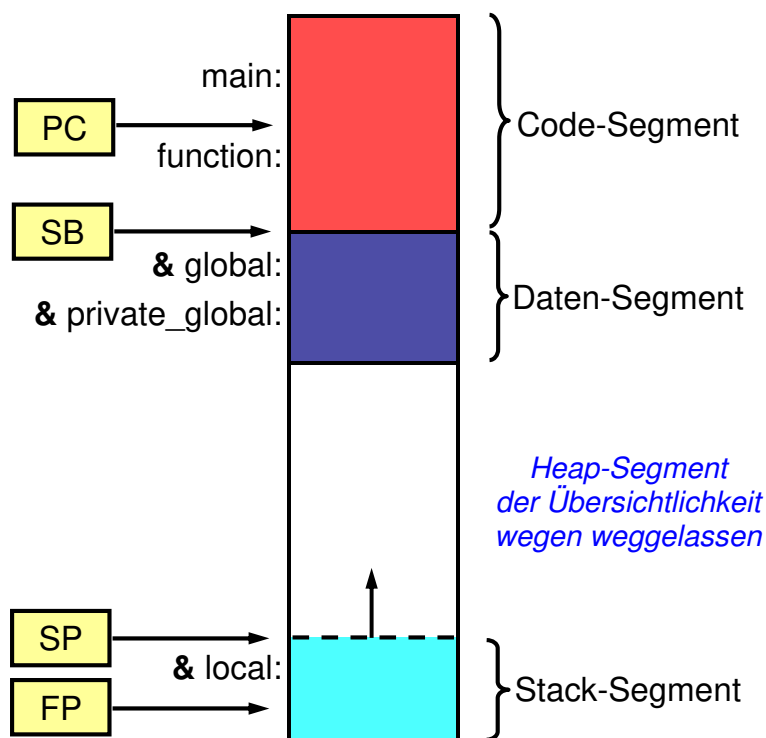 main:
PC
Code-Segment
function:
SB
& global:
& private_global:
Daten-Segment
Heap-Segment
der Übersichtlichkeit
wegen weggelassen
SP
& local:
FP
Stack-Segment